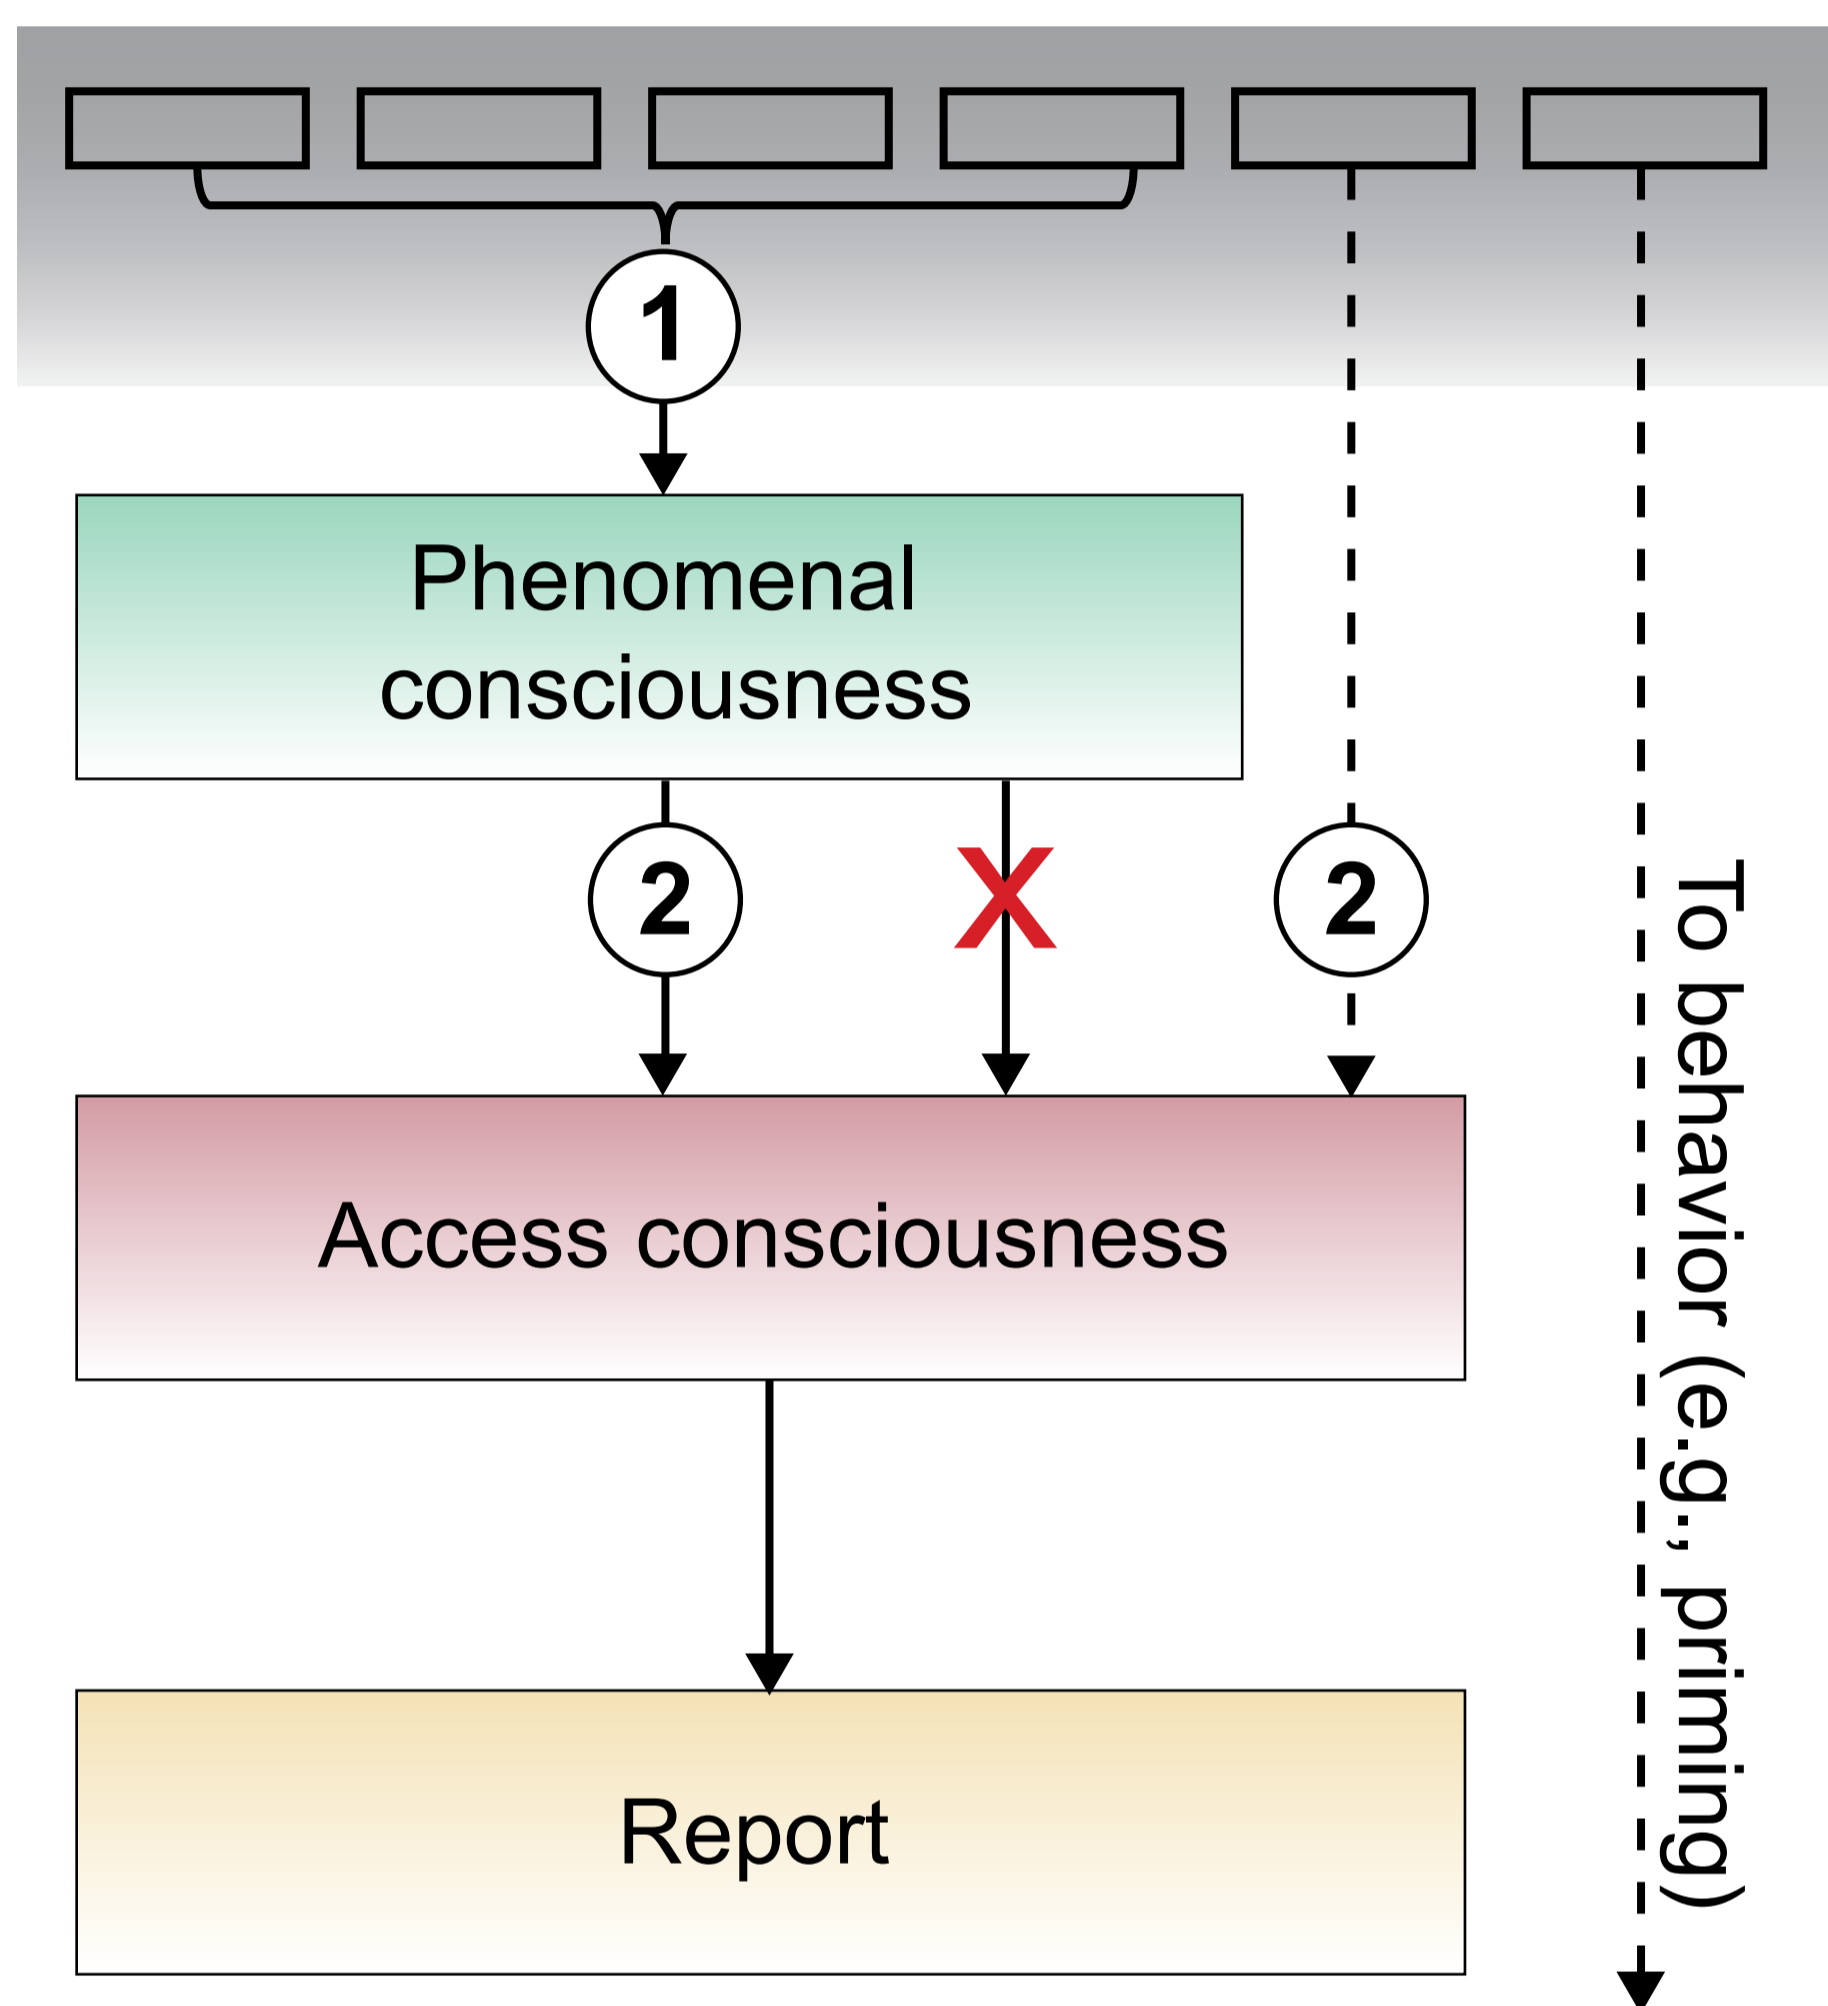 1
Phenomenal
consciousness
2
X
2
Access consciousness
Report
To behavior (e.g., priming)